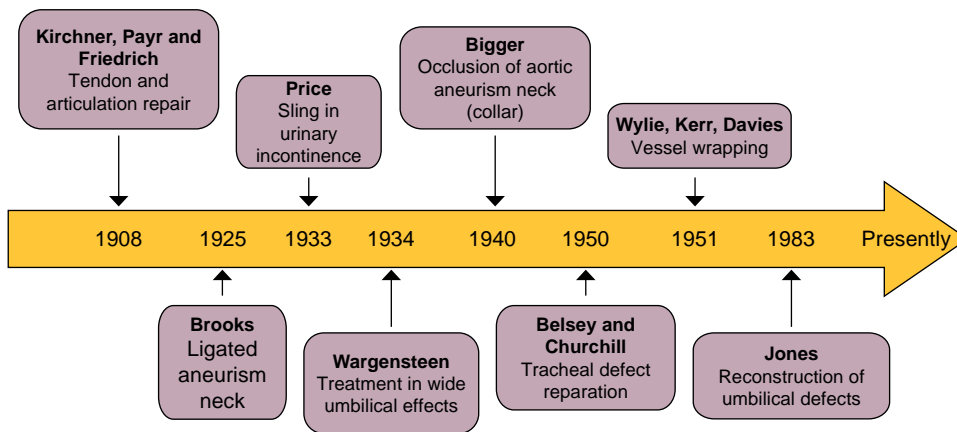 Kirchner, Payr and
Friedrich
Tendon and
articulation repair
Price
Sling in
urinary
incontinence
Bigger
Occlusion of aortic
aneurism neck
(collar)
Wylie, Kerr, Davies
Vessel wrapping
1908 1925 1933 1934 1940 1950 1951 1983 Presently
Brooks
Ligated
aneurism
neck
Wargensteen
Treatment in wide
umbilical effects
Belsey and
Churchill
Tracheal defect
reparation
Jones
Reconstruction of
umbilical defects